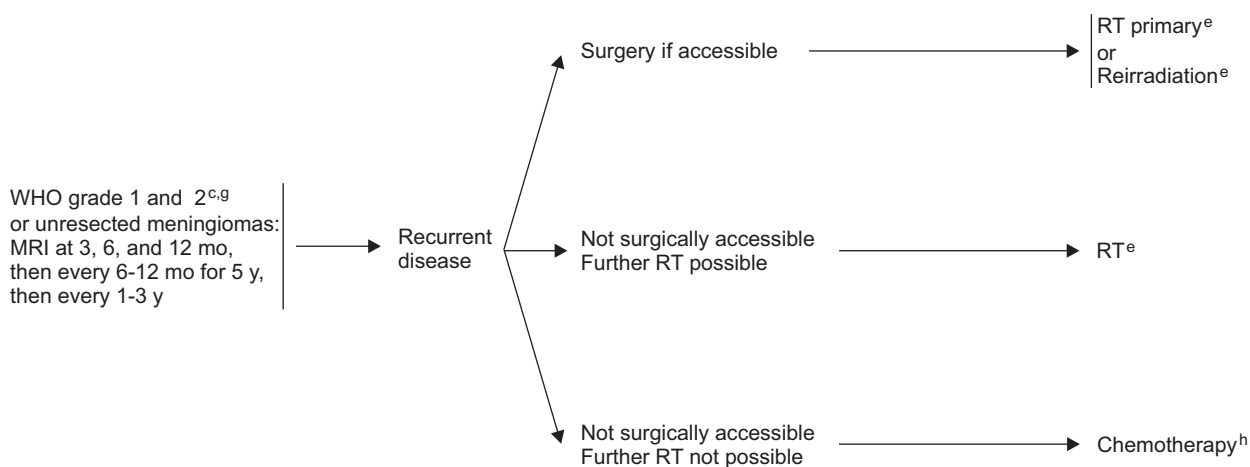 WHO grade 1 and 2c,g
or unresected meningiomas:
MRI at 3, 6, and 12 mo,
then every 6-12 mo for 5 y,
then every 1-3 y
Recurrent
disease
Surgery if accessible
RT primarye
or
Reirradiatione
Not surgically accessible
Further RT possible
RTe
Not surgically accessible
Further RT not possible
Chemotherapyh